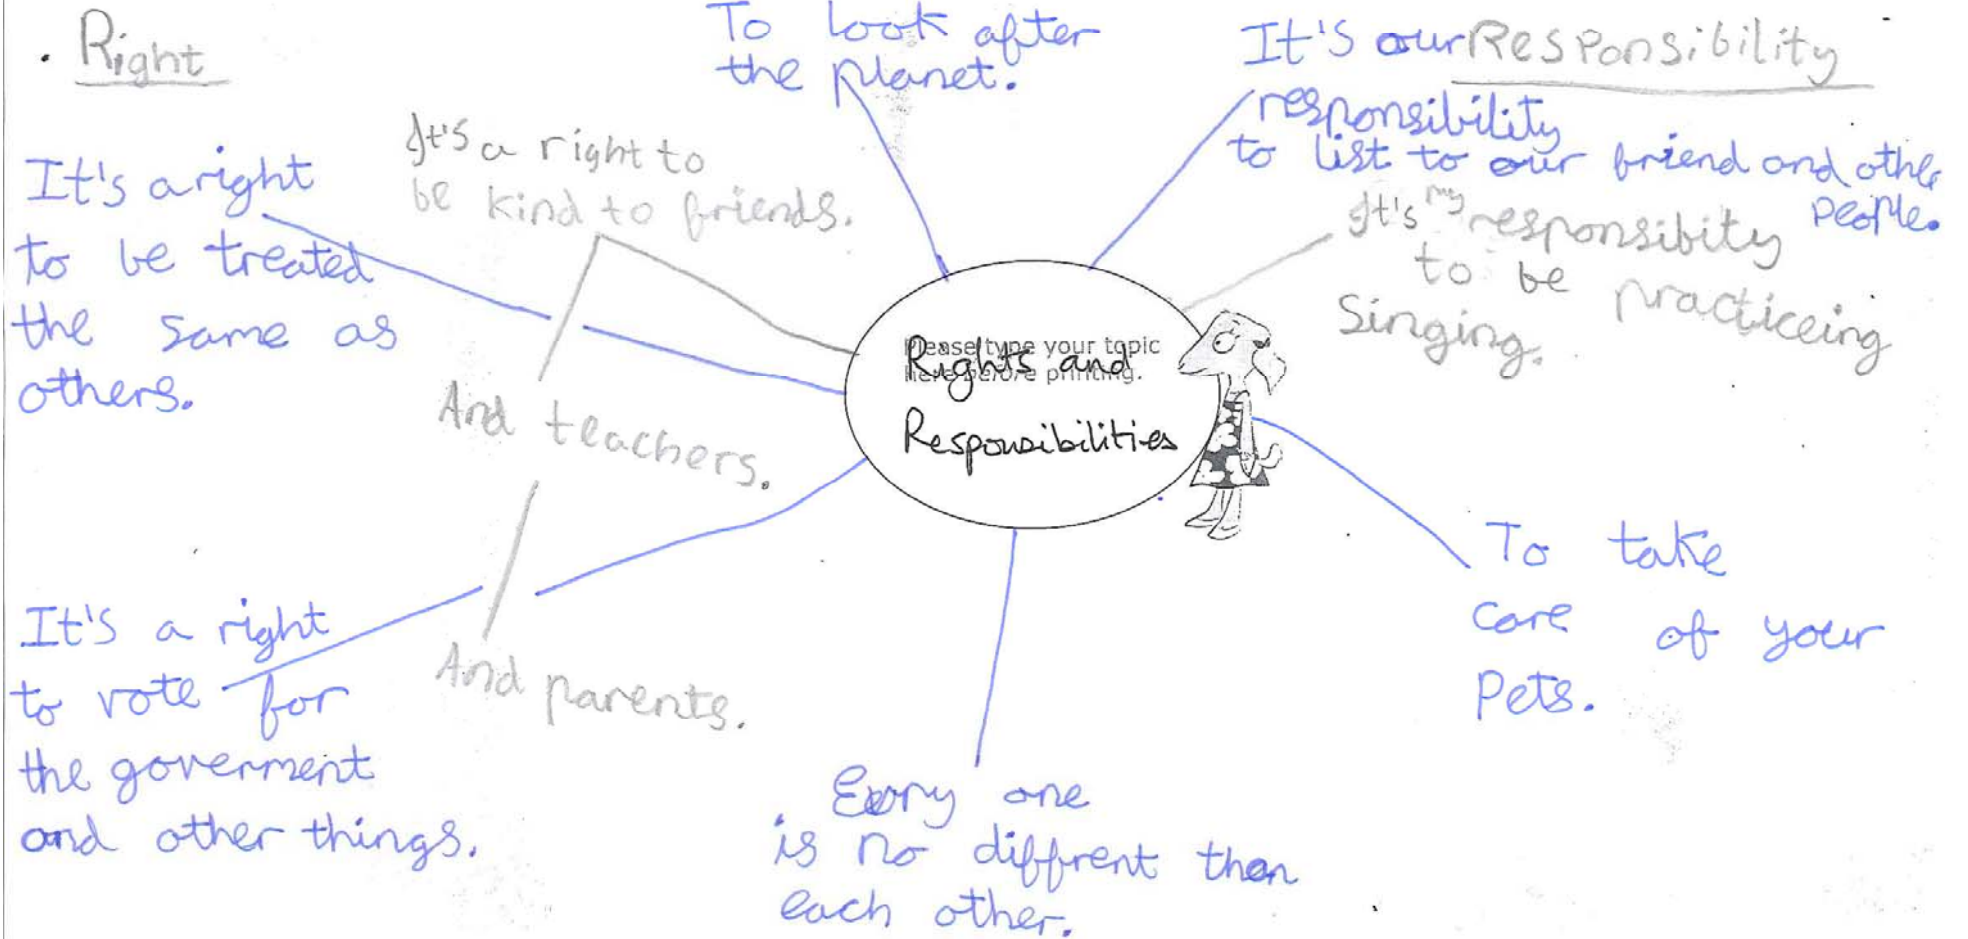 Right
It's a right
to be treated
the same as
others.
It's a right to
be kind to friends.
And teachers.
And parents.
It's a right
to vote for
the goverment
and other things.
To look after
the planet.
Please type your topic
here before printing.
Rights and
Responsibilities
Every one
is no diffrent then
each other.
Responsibility
It's our
responsibility
to list to our friend and othe
people.
It's my responsibity
to be practiceing
Singing.
To take
care of your
Pets.